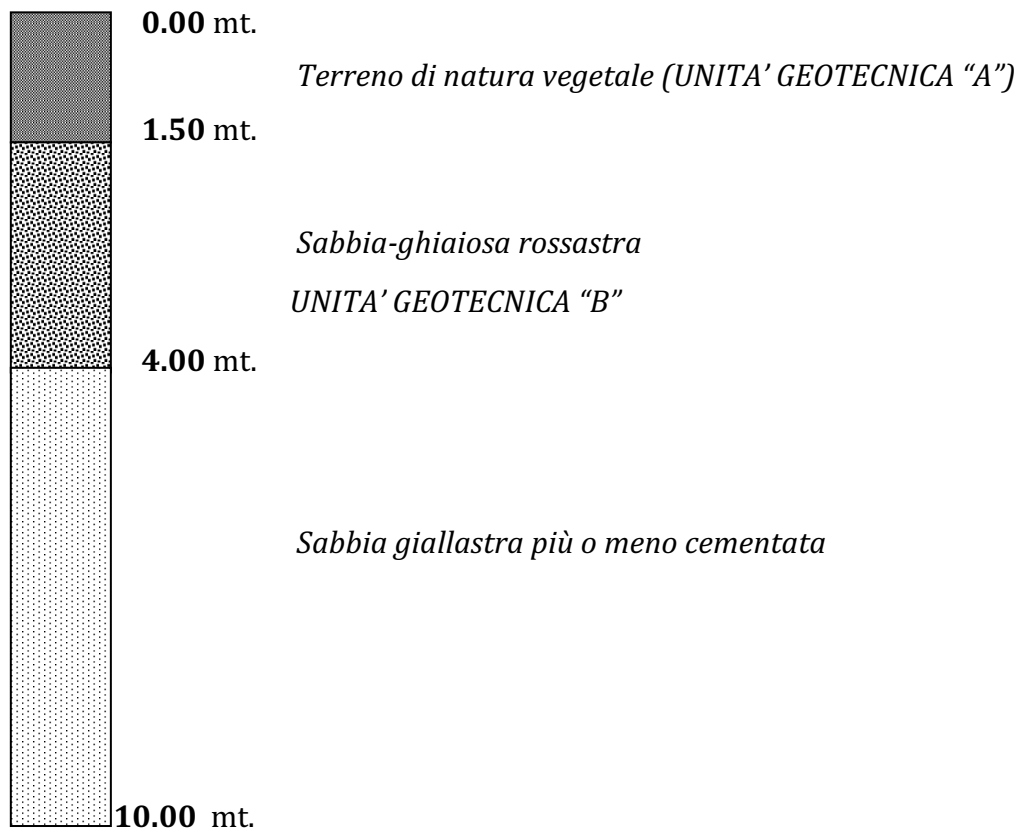 0.00 mt.
Terreno di natura vegetale (UNITA’ GEOTECNICA “A”)
1.50 mt.
Sabbia-ghiaiosa rossastra
UNITA’ GEOTECNICA “B”
4.00 mt.
Sabbia giallastra più o meno cementata
10.00 mt.